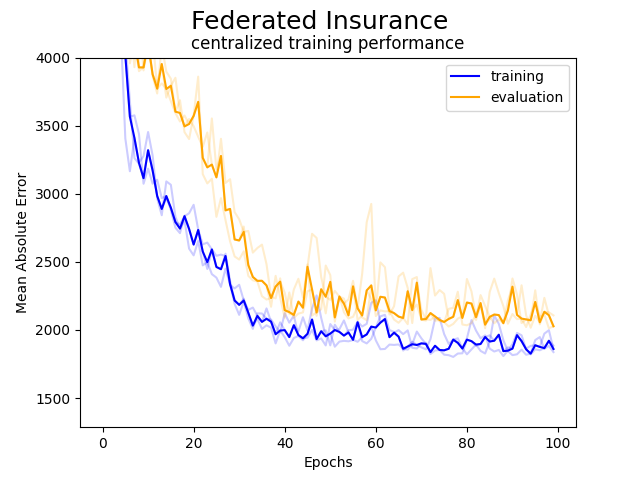 Federated Insurance
centralized training performance
4000
3500
3000
2500
2000
1500
Mean Absolute Error
training
evaluation
0 20 40 60 80 100
Epochs